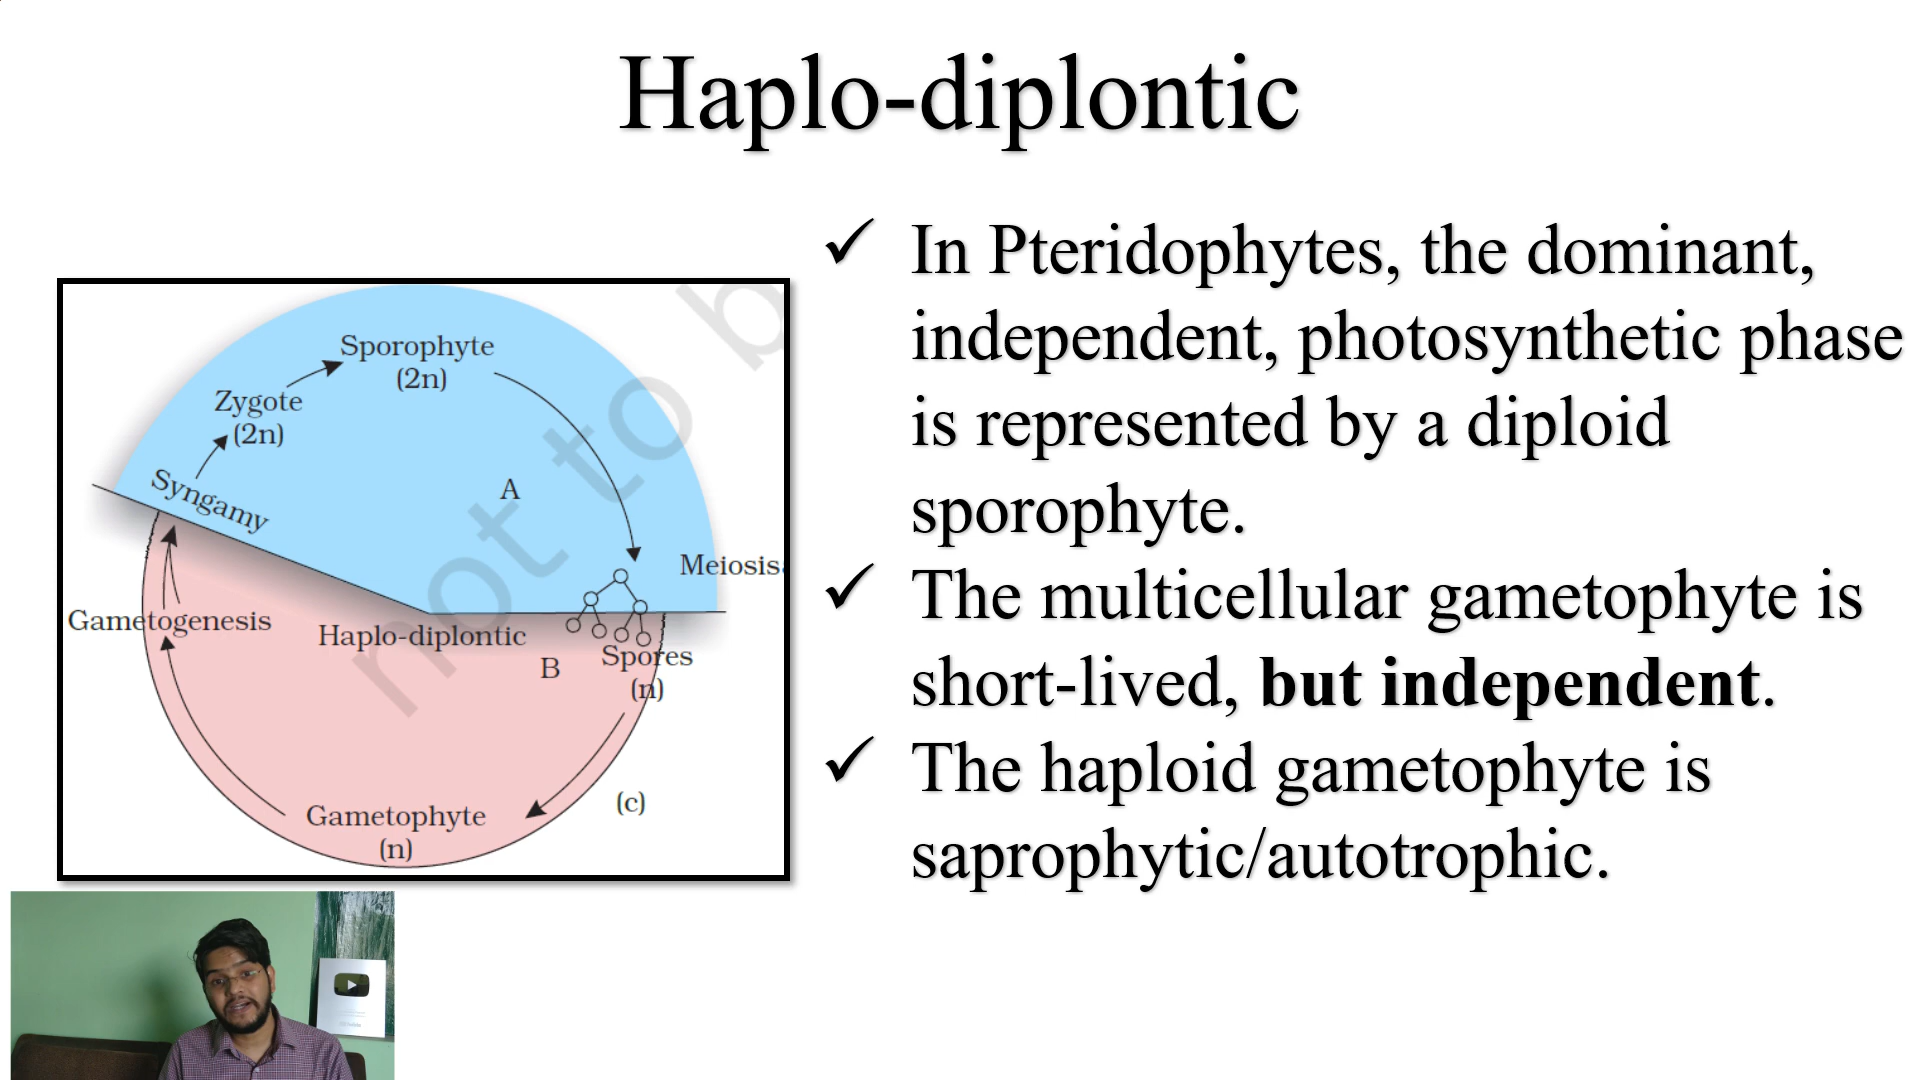 Haplo-diplontic
✓ In Pteridophytes, the dominant,
independent, photosynthetic phase
is represented by a diploid
sporophyte.
✓ The multicellular gametophyte is
short-lived, but independent.
✓ The haploid gametophyte is
saprophytic/autotrophic.
Sporophyte
(2n)
Zygote
(2n)
Syngamy
A
Meiosis
Gametogenesis
Haplo-diplontic
B
Spores
(n)
Gametophyte
(n)
(c)
not to b